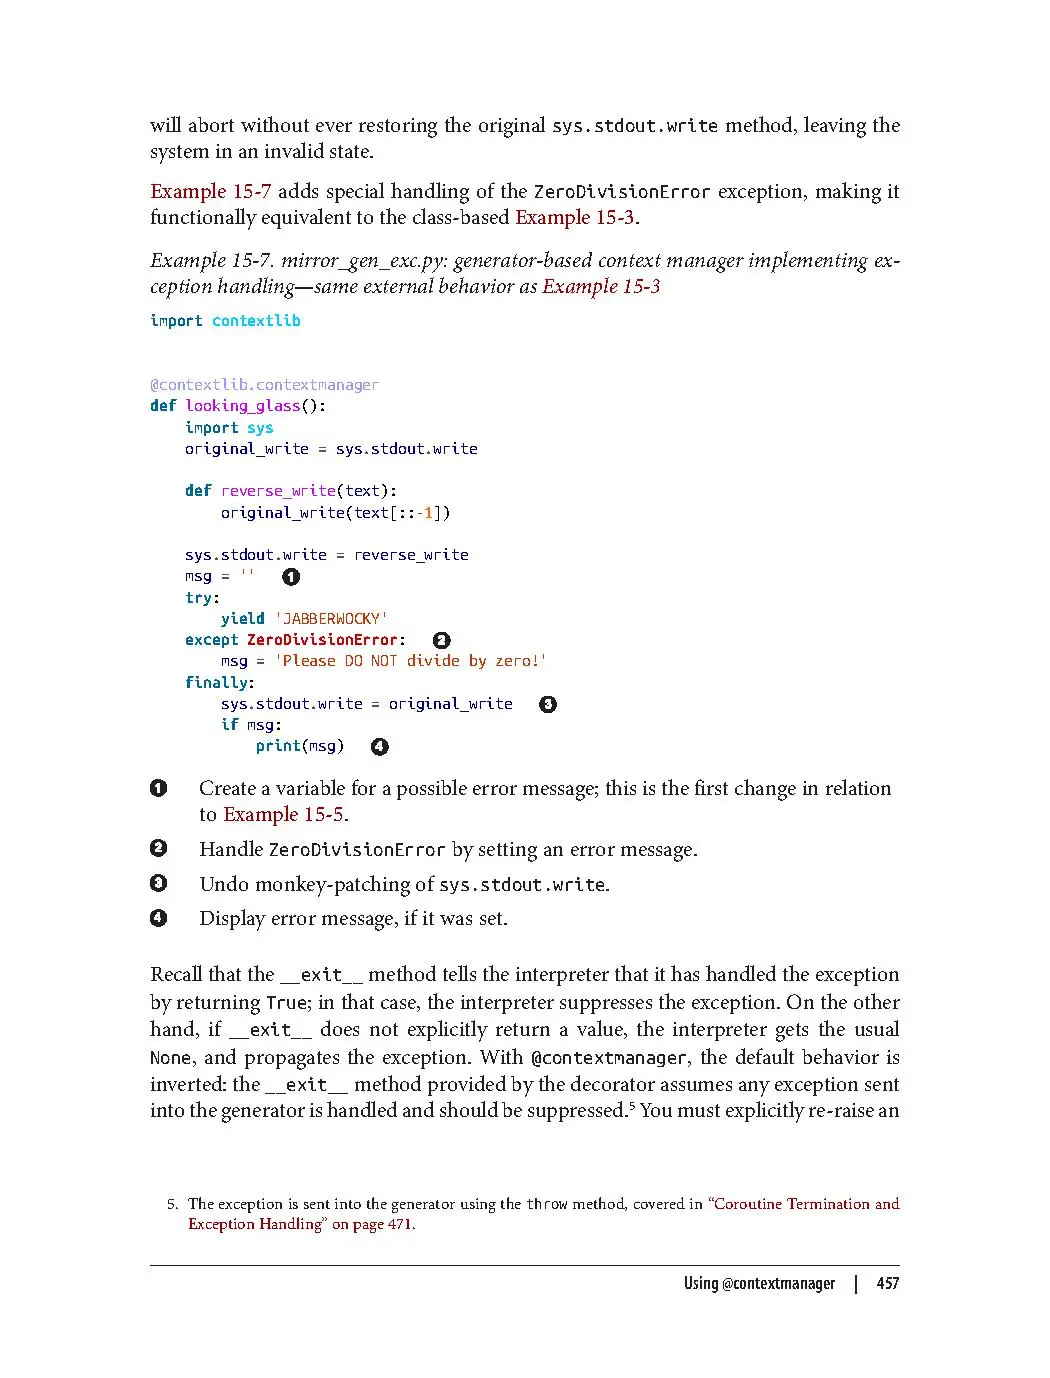 will abort without ever restoring the original sys.stdout.write method, leaving the
system in an invalid state.
Example 15-7 adds special handling of the ZeroDivisionError exception, making it
functionally equivalent to the class-based Example 15-3.
Example 15-7. mirror_gen_exc.py: generator-based context manager implementing ex-
ception handling—same external behavior as Example 15-3
import contextlib
@contextlib.contextmanager
def looking_glass():
    import sys
    original_write = sys.stdout.write
    def reverse_write(text):
        original_write(text[::-1])
    sys.stdout.write = reverse_write
    msg = '' ❶
    try:
        yield 'JABBERWOCKY'
    except ZeroDivisionError: ❷
        msg = 'Please DO NOT divide by zero!'
    finally:
        sys.stdout.write = original_write ❸
        if msg:
            print(msg) ❹
❶ Create a variable for a possible error message; this is the first change in relation
to Example 15-5.
❷ Handle ZeroDivisionError by setting an error message.
❸ Undo monkey-patching of sys.stdout.write.
❹ Display error message, if it was set.
Recall that the __exit__ method tells the interpreter that it has handled the exception
by returning True; in that case, the interpreter suppresses the exception. On the other
hand, if __exit__ does not explicitly return a value, the interpreter gets the usual
None, and propagates the exception. With @contextmanager, the default behavior is
inverted: the __exit__ method provided by the decorator assumes any exception sent
into the generator is handled and should be suppressed.5 You must explicitly re-raise an
5. The exception is sent into the generator using the throw method, covered in “Coroutine Termination and
Exception Handling” on page 471.
Using @contextmanager | 457